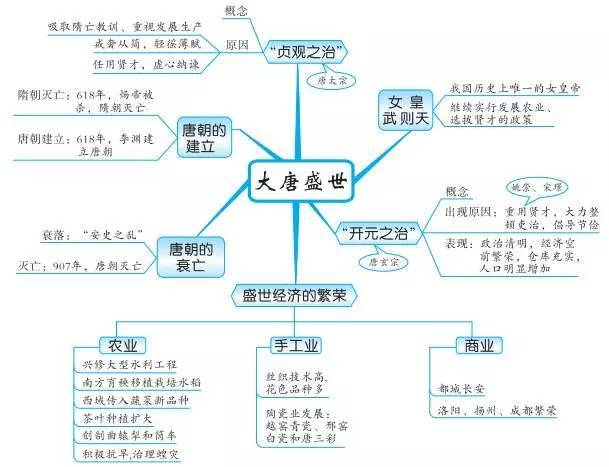 大唐盛世
概念
原因
吸取隋亡教训、重视发展生产
戒奢从简，轻徭薄赋
任用贤才，虚心纳谏
“贞观之治”
唐太宗
女皇
武则天
我国历史上唯一的女皇帝
继续实行发展农业、
选拔贤才的政策
隋朝灭亡：618年，炀帝被
杀，隋朝灭亡
唐朝建立：618年，李渊建
立唐朝
唐朝的
建立
衰落：“安史之乱”
灭亡：907年，唐朝灭亡
唐朝的
衰亡
“开元之治”
唐玄宗
概念
姚崇、宋璟
出现原因：重用贤才，大力整
顿吏治，倡导节俭
表现：政治清明，经济空
前繁荣，仓库充实，
人口明显增加
盛世经济的繁荣
农业
兴修大型水利工程
南方育秧移植栽培水稻
西域传入蔬菜新品种
茶叶种植扩大
创制曲辕犁和筒车
积极抗旱,治理蝗灾
手工业
丝织技术高,
花色品种多
陶瓷业发展：
越窑青瓷、邢窑
白瓷和唐三彩
商业
都城长安
洛阳、扬州、成都繁荣